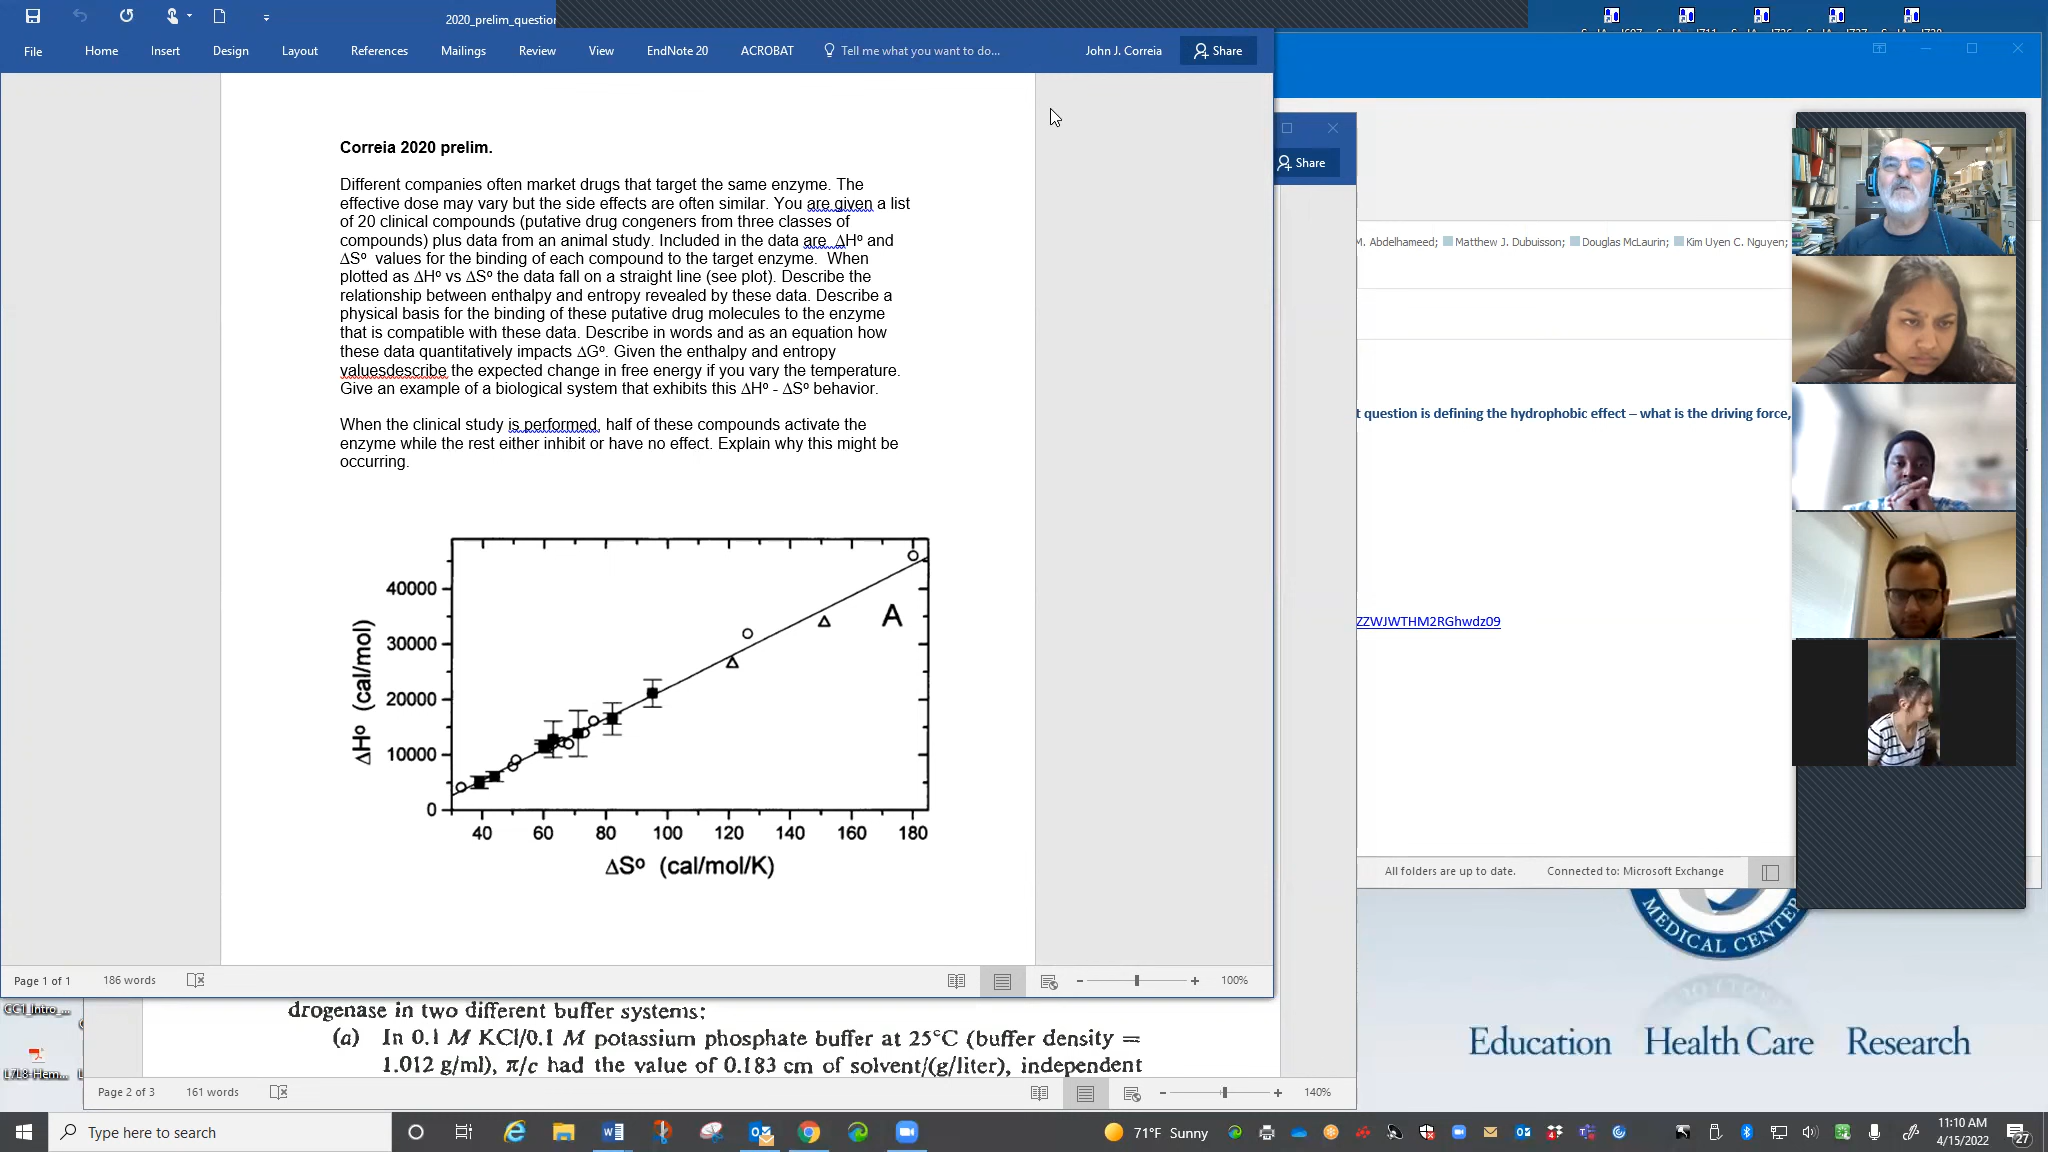 2020_prelim_question
File Home Insert Design Layout References Mailings Review View EndNote 20 ACROBAT Tell me what you want to do... John J. Correia Share
Correia 2020 prelim.
Different companies often market drugs that target the same enzyme. The
effective dose may vary but the side effects are often similar. You are given a list
of 20 clinical compounds (putative drug congeners from three classes of
compounds) plus data from an animal study. Included in the data are ΔHº and
ΔSº values for the binding of each compound to the target enzyme. When
plotted as ΔHº vs ΔSº the data fall on a straight line (see plot). Describe the
relationship between enthalpy and entropy revealed by these data. Describe a
physical basis for the binding of these putative drug molecules to the enzyme
that is compatible with these data. Describe in words and as an equation how
these data quantitatively impacts ΔGº. Given the enthalpy and entropy
valuesdescribe the expected change in free energy if you vary the temperature.
Give an example of a biological system that exhibits this ΔHº - ΔSº behavior.
When the clinical study is performed, half of these compounds activate the
enzyme while the rest either inhibit or have no effect. Explain why this might be
occurring.
A
ΔHº (cal/mol)
40000
30000
20000
10000
0
40 60 80 100 120 140 160 180
ΔSº (cal/mol/K)
Page 1 of 1 186 words 100%
Share
M. Abdelhameed; Matthew J. Dubuisson; Douglas McLaurin; Kim Uyen C. Nguyen;
t question is defining the hydrophobic effect – what is the driving force,
ZZWJWTHM2RGhwdz09
All folders are up to date. Connected to: Microsoft Exchange
MEDICAL CENTER
Education Health Care Research
CC1_Intro_...
L7L8-Hem...
drogenase in two different buffer systems:
(a) In 0.1 M KCl/0.1 M potassium phosphate buffer at 25°C (buffer density =
1.012 g/ml), π/c had the value of 0.183 cm of solvent/(g/liter), independent
Page 2 of 3 161 words 140%
Type here to search
71°F Sunny
11:10 AM
4/15/2022
27